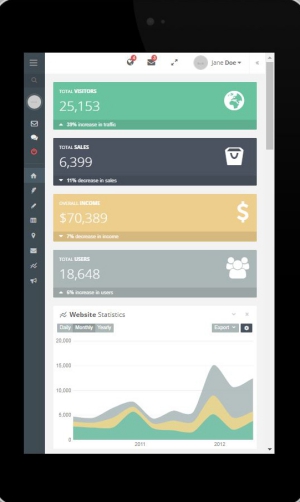 Jane Doe
TOTAL VISITORS
25,153
29% increase in traffic
TOTAL SALES
6,399
11% decrease in sales
OVERALL INCOME
$70,389
7% decrease in income
TOTAL USERS
18,648
6% increase in users
Website Statistics
Daily Monthly Yearly
Export
20,000
15,000
10,000
5,000
0
2011 2012